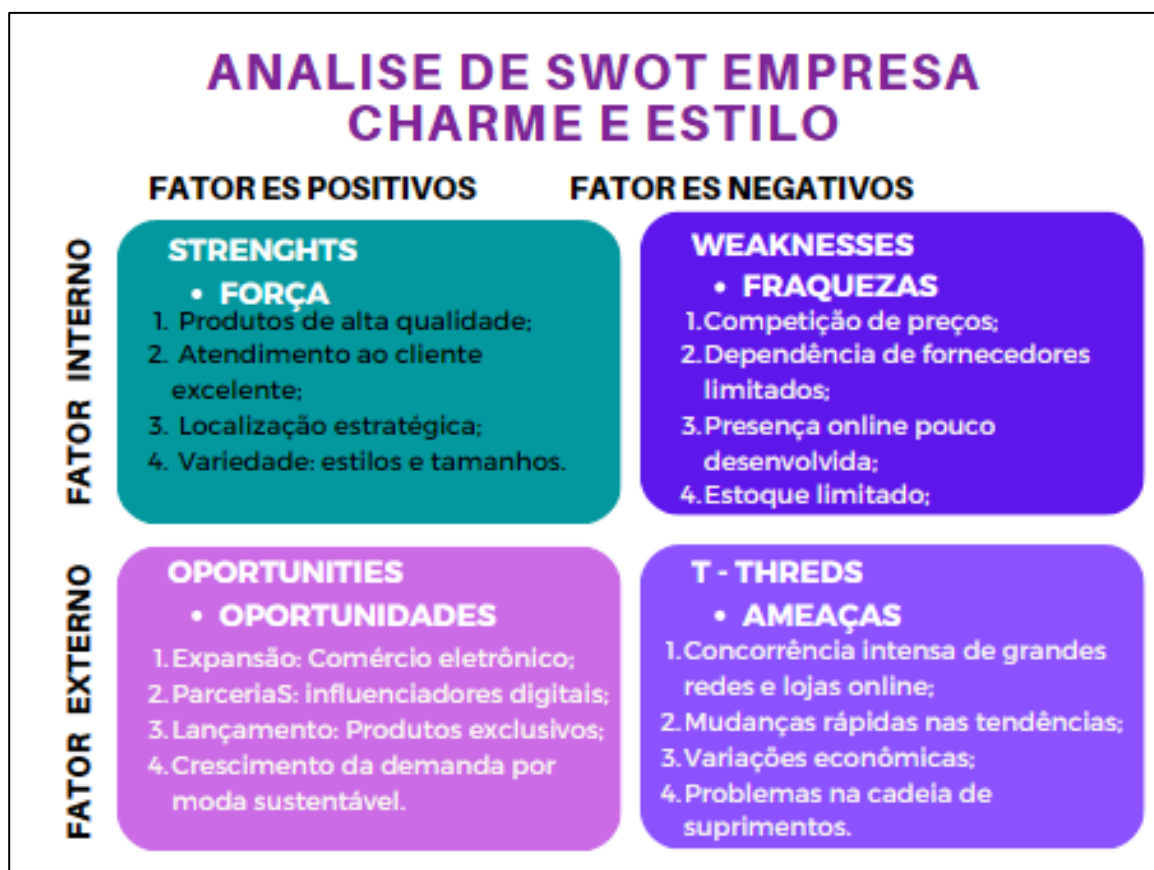 ANALISE DE SWOT EMPRESA
CHARME E ESTILO
FATOR ES POSITIVOS
FATOR ES NEGATIVOS
FATOR INTERNO
STRENGHTS
• FORÇA
1. Produtos de alta qualidade;
2. Atendimento ao cliente
excelente;
3. Localização estratégica;
4. Variedade: estilos e tamanhos.
WEAKNESSES
• FRAQUEZAS
1.Competição de preços;
2.Dependência de fornecedores
limitados;
3.Presença online pouco
desenvolvida;
4.Estoque limitado;
FATOR EXTERNO
OPORTUNITIES
• OPORTUNIDADES
1.Expansão: Comércio eletrônico;
2.ParceriaS: influenciadores digitais;
3.Lançamento: Produtos exclusivos;
4.Crescimento da demanda por
moda sustentável.
T - THREDS
• AMEAÇAS
1.Concorrência intensa de grandes
redes e lojas online;
2.Mudanças rápidas nas tendências;
3.Variações econômicas;
4.Problemas na cadeia de
suprimentos.